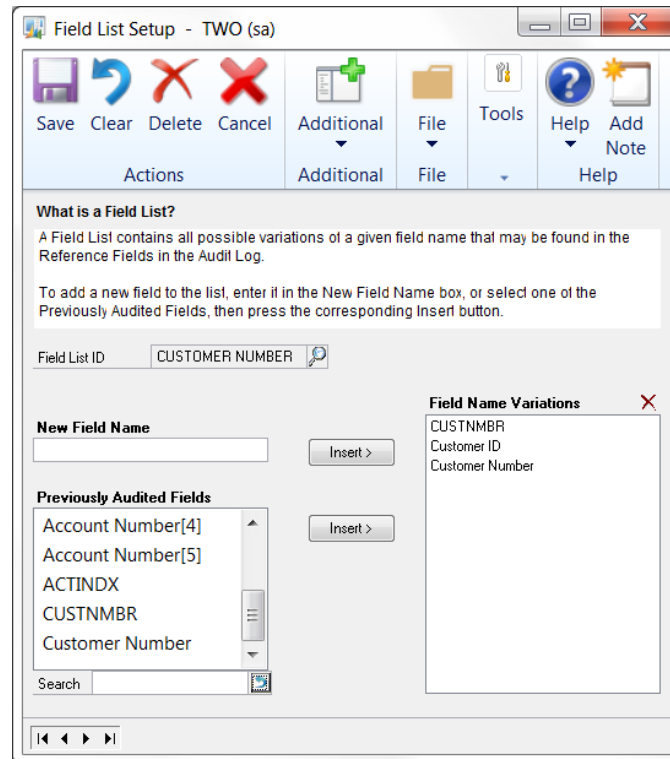 Field List Setup - TWO (sa)
Save Clear Delete Cancel Additional File Tools Help Add Note
Actions Additional File Help
What is a Field List?
A Field List contains all possible variations of a given field name that may be found in the
Reference Fields in the Audit Log.
To add a new field to the list, enter it in the New Field Name box, or select one of the
Previously Audited Fields, then press the corresponding Insert button.
Field List ID CUSTOMER NUMBER
Field Name Variations
CUSTNMBR
Customer ID
Customer Number
New Field Name
Insert >
Previously Audited Fields
Insert >
Account Number[4]
Account Number[5]
ACTINDX
CUSTNMBR
Customer Number
Search